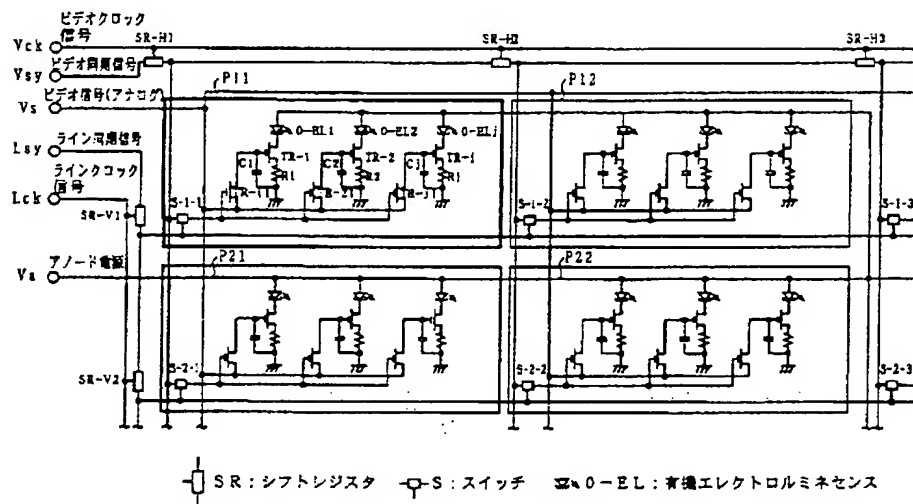 ビデオクロック
信号
Vck
SR-H1
SR-H2
SR-H3
ビデオ同期信号
Vsy
P11
P12
ビデオ信号(アナログ)
Vs
O-EL1
O-EL2
O-ELj
ライン同期信号
Lsy
C1
TR-1
C2
TR-2
Cj
TR-j
R1
R2
Rj
ラインクロック
信号
Lck
S-1-1
S-1-2
S-1-3
SR-V1
アノード電源
Va
P21
P22
SR-V2
S-2-1
S-2-2
S-2-3
SR:シフトレジスタ
S:スイッチ
O-EL:有機エレクトロルミネセンス